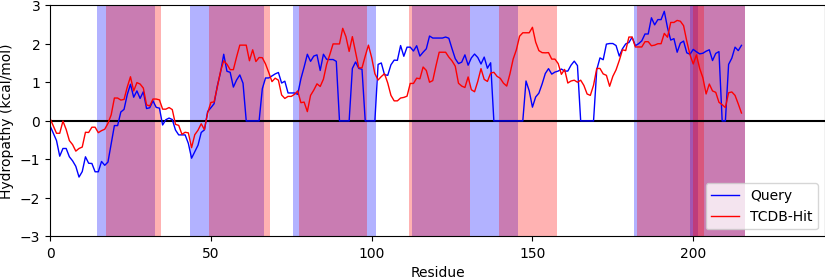 3
2
1
0
−1
−2
−3
Hydropathy (kcal/mol)
Query
TCDB-Hit
0 50 100 150 200
Residue